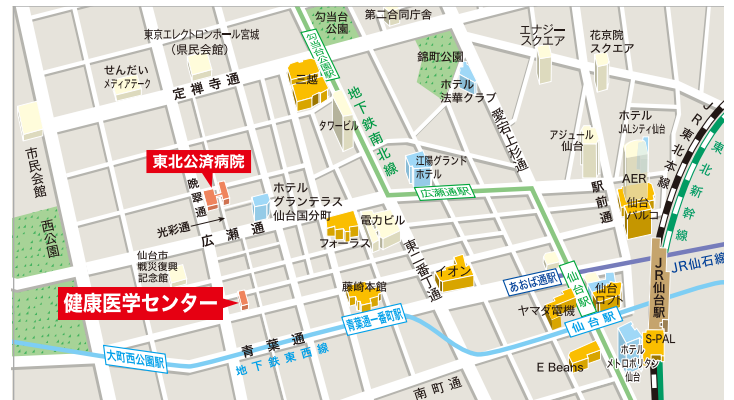 勾当台
公園
第二合同庁舎
東京エレクトロンホール宮城
(県民会館)
勾当台公園駅
エナジー
スクエア
花京院
スクエア
錦町公園
せんだい
メディアテーク
定禅寺通
三越
地下鉄南北線
ホテル
法華クラブ
愛宕上杉通
タワービル
アジュール
仙台
ホテル
JALシティ仙台
JR東北本線
東北新幹線
市民会館
東北公済病院
晩翠通
江陽グランド
ホテル
広瀬通駅
駅前通
AER
仙台
パルコ
西公園
光彩通
広瀬通
ホテル
グランテラス
仙台国分町
フォーラス
電力ビル
東二番丁通
仙台市
戦災復興
記念館
イオン
あおば通駅
仙台駅
仙台
ロフト
JR仙台駅
JR仙石線
健康医学センター
藤崎本館
青葉通一番町駅
ヤマダ電機
仙台駅
青葉通
地下鉄東西線
大町西公園駅
S-PAL
ホテル
メトロポリタン
仙台
E Beans
南町通